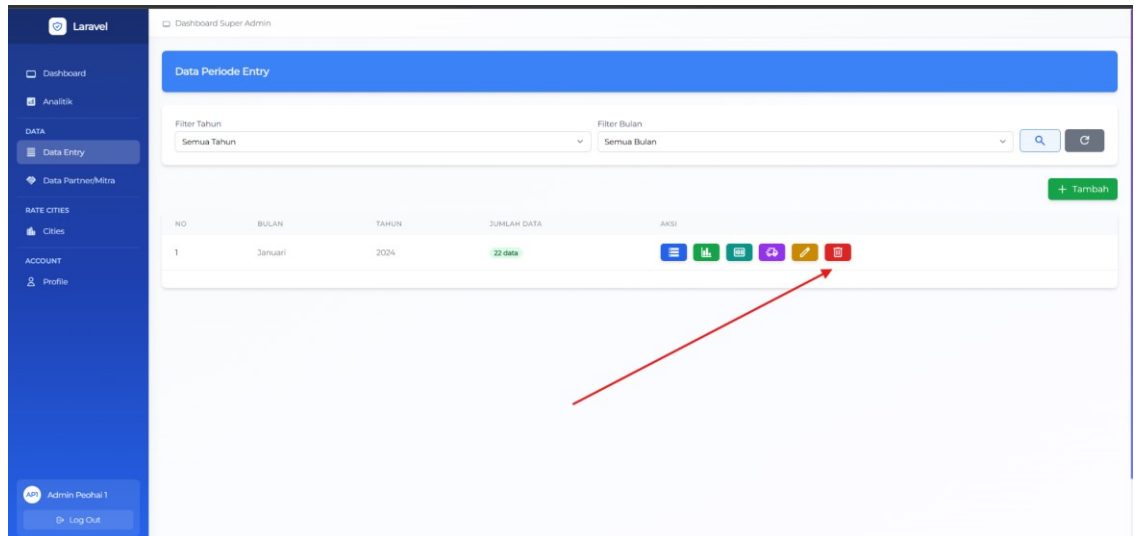 Laravel
Dashboard Super Admin
Dashboard
Analitik
DATA
Data Entry
Data Partner/Mitra
RATE CITIES
Cities
ACCOUNT
Profile
Data Periode Entry
Filter Tahun
Filter Bulan
Semua Tahun
Semua Bulan
+ Tambah
NO BULAN TAHUN JUMLAH DATA AKSI
1 Januari 2024 22 data
AP1 Admin Peohai 1
Log Out